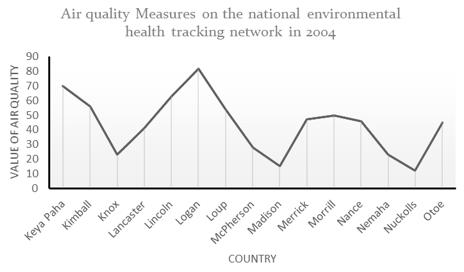 Air quality Measures on the national environmental
health tracking network in 2004
VALUE OF AIR QUALITY
90
80
70
60
50
40
30
20
10
0
Keya Paha
Kimball
Knox
Lancaster
Lincoln
Logan
Loup
McPherson
Madison
Merrick
Morrill
Nance
Nemaha
Nuckolls
Otoe
COUNTRY